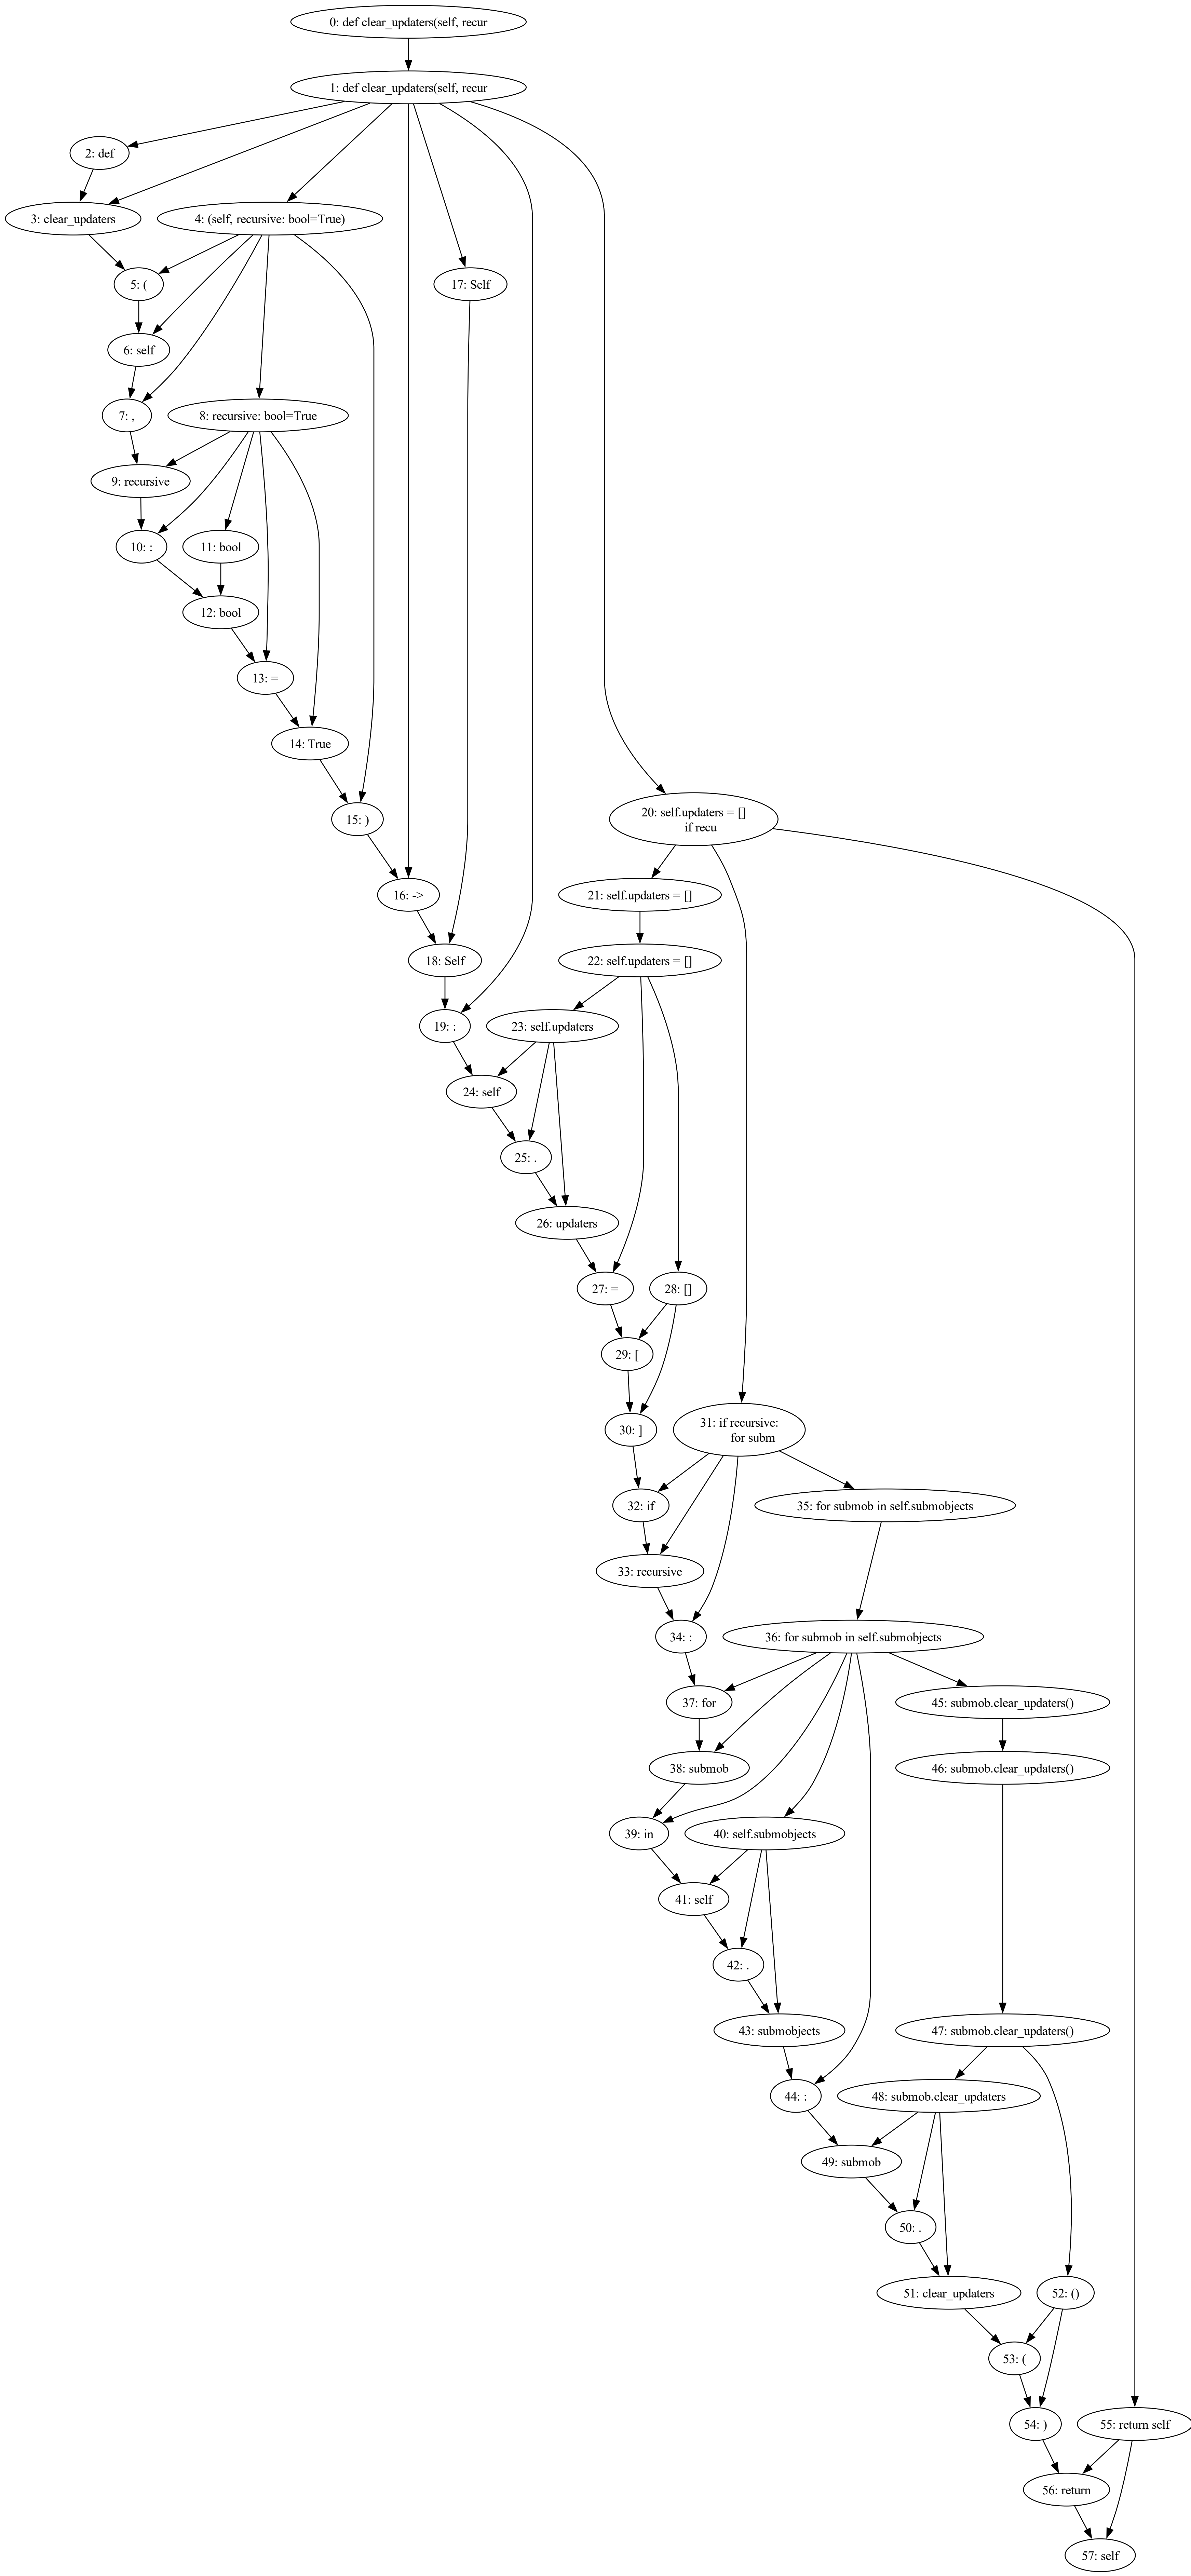 0: def clear_updaters(self, recur
1: def clear_updaters(self, recur
2: def
3: clear_updaters
4: (self, recursive: bool=True)
5: (
17: Self
6: self
7: ,
8: recursive: bool=True
9: recursive
10: :
11: bool
12: bool
13: =
14: True
15: )
20: self.updaters = []
if recu
16: ->
21: self.updaters = []
18: Self
22: self.updaters = []
19: :
23: self.updaters
24: self
25: .
26: updaters
27: =
28: []
29: [
30: ]
31: if recursive:
for subm
32: if
35: for submob in self.submobjects
33: recursive
34: :
36: for submob in self.submobjects
37: for
45: submob.clear_updaters()
38: submob
46: submob.clear_updaters()
39: in
40: self.submobjects
41: self
42: .
43: submobjects
47: submob.clear_updaters()
44: :
48: submob.clear_updaters
49: submob
50: .
51: clear_updaters
52: ()
53: (
54: )
55: return self
56: return
57: self